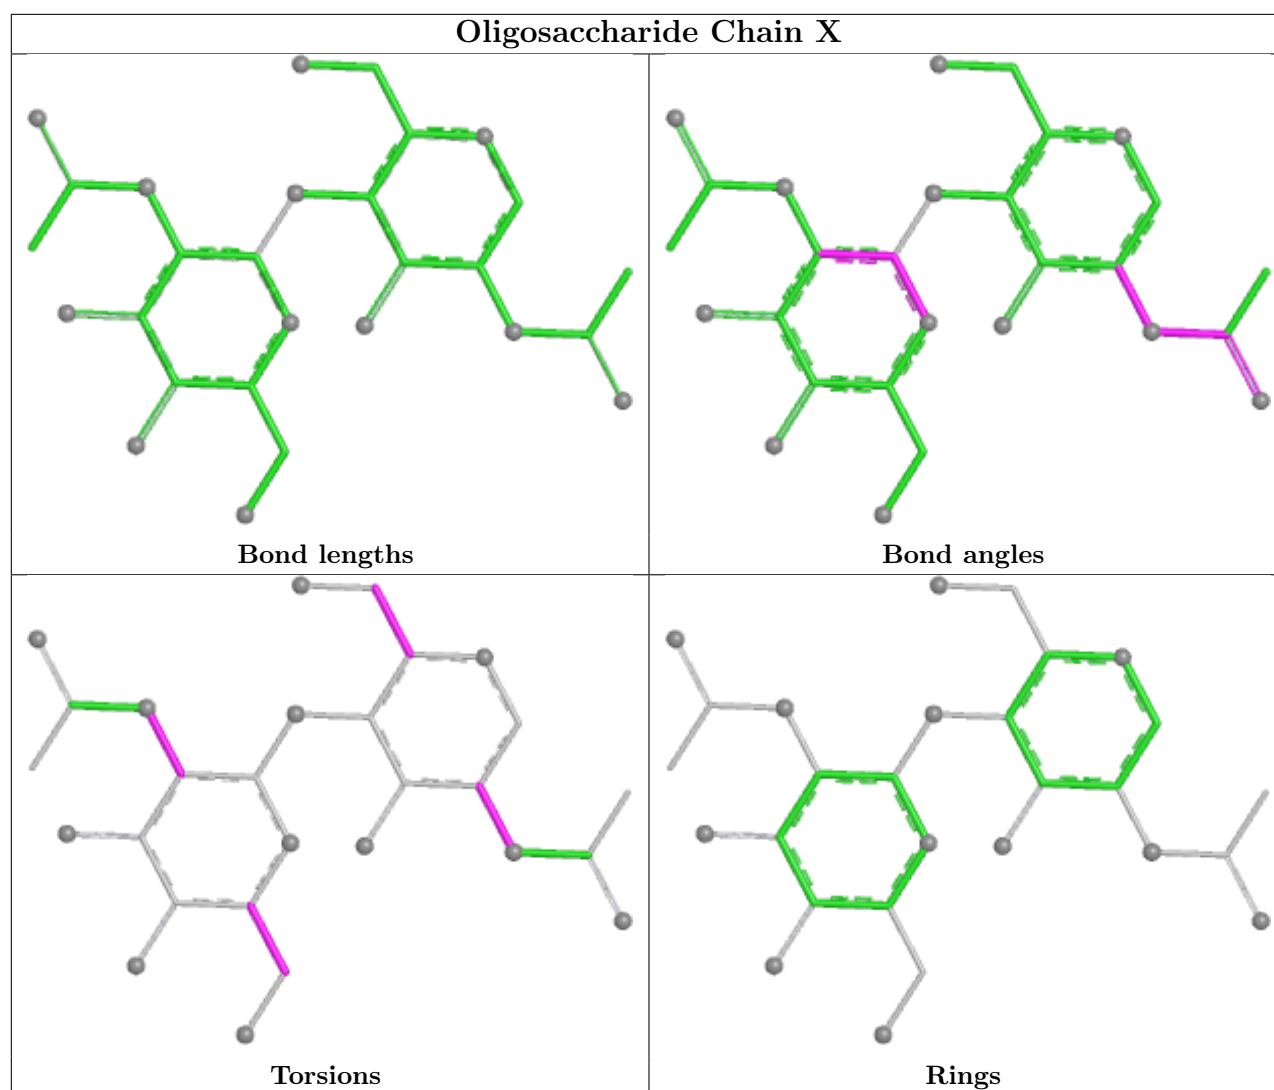 Oligosaccharide Chain X
Bond lengths
Bond angles
Torsions
Rings